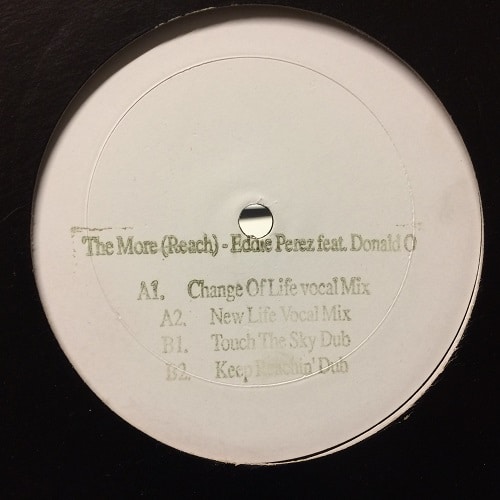 The More (Reach) - Eddie Perez feat. Donald O
A1. Change Of Life vocal Mix
A2. New Life Vocal Mix
B1. Touch The Sky Dub
B2. Keep Reachin' Dub